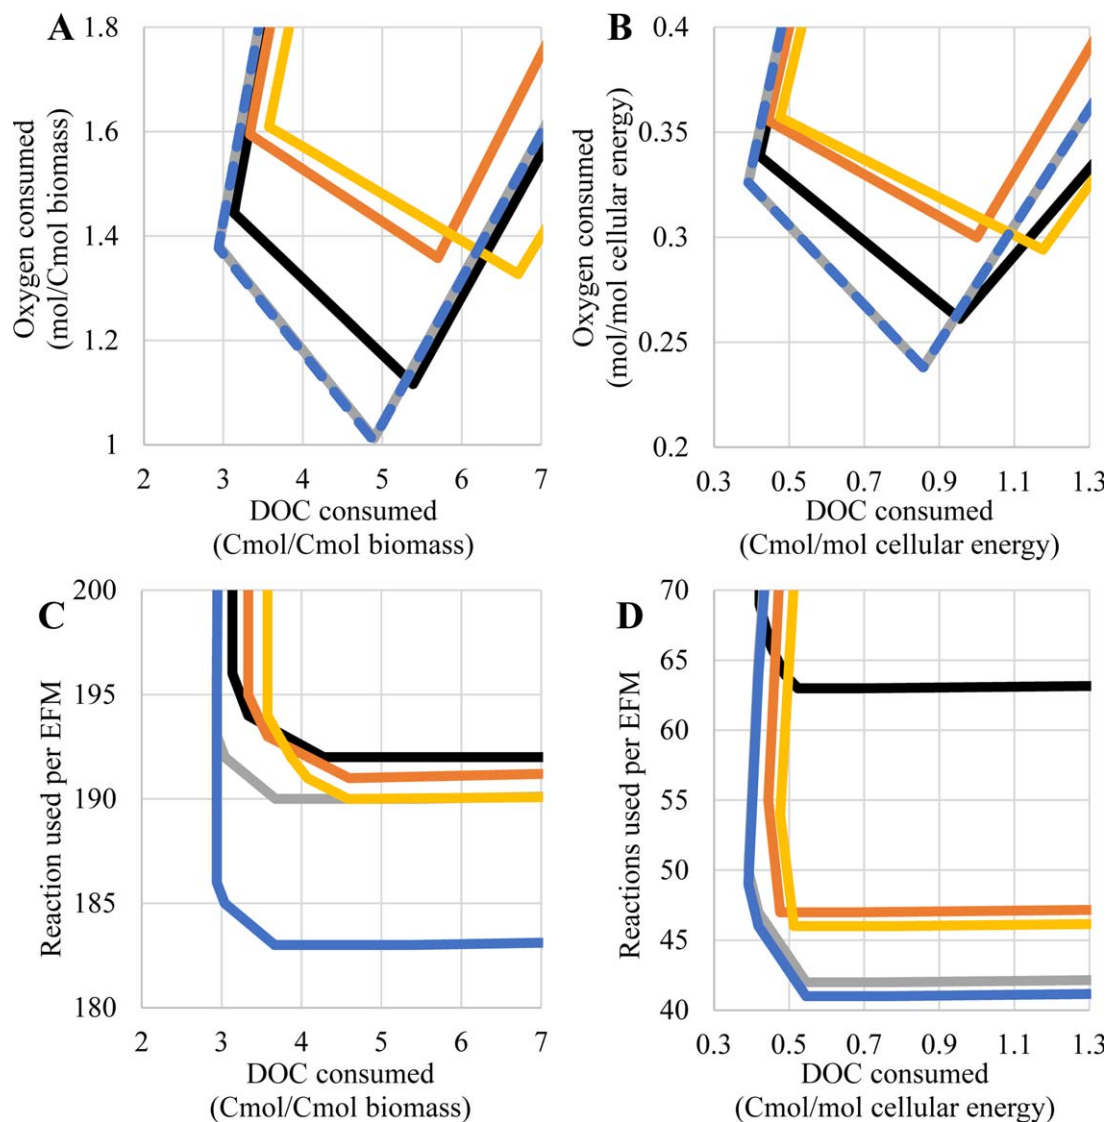 A
Oxygen consumed
(mol/Cmol biomass)
1.8
1.6
1.4
1.2
1
2 3 4 5 6 7
DOC consumed
(Cmol/Cmol biomass)
B
Oxygen consumed
(mol/mol cellular energy)
0.4
0.35
0.3
0.25
0.2
0.3 0.5 0.7 0.9 1.1 1.3
DOC consumed
(Cmol/mol cellular energy)
C
Reaction used per EFM
200
195
190
185
180
2 3 4 5 6 7
DOC consumed
(Cmol/Cmol biomass)
D
Reactions used per EFM
70
65
60
55
50
45
40
0.3 0.5 0.7 0.9 1.1 1.3
DOC consumed
(Cmol/mol cellular energy)